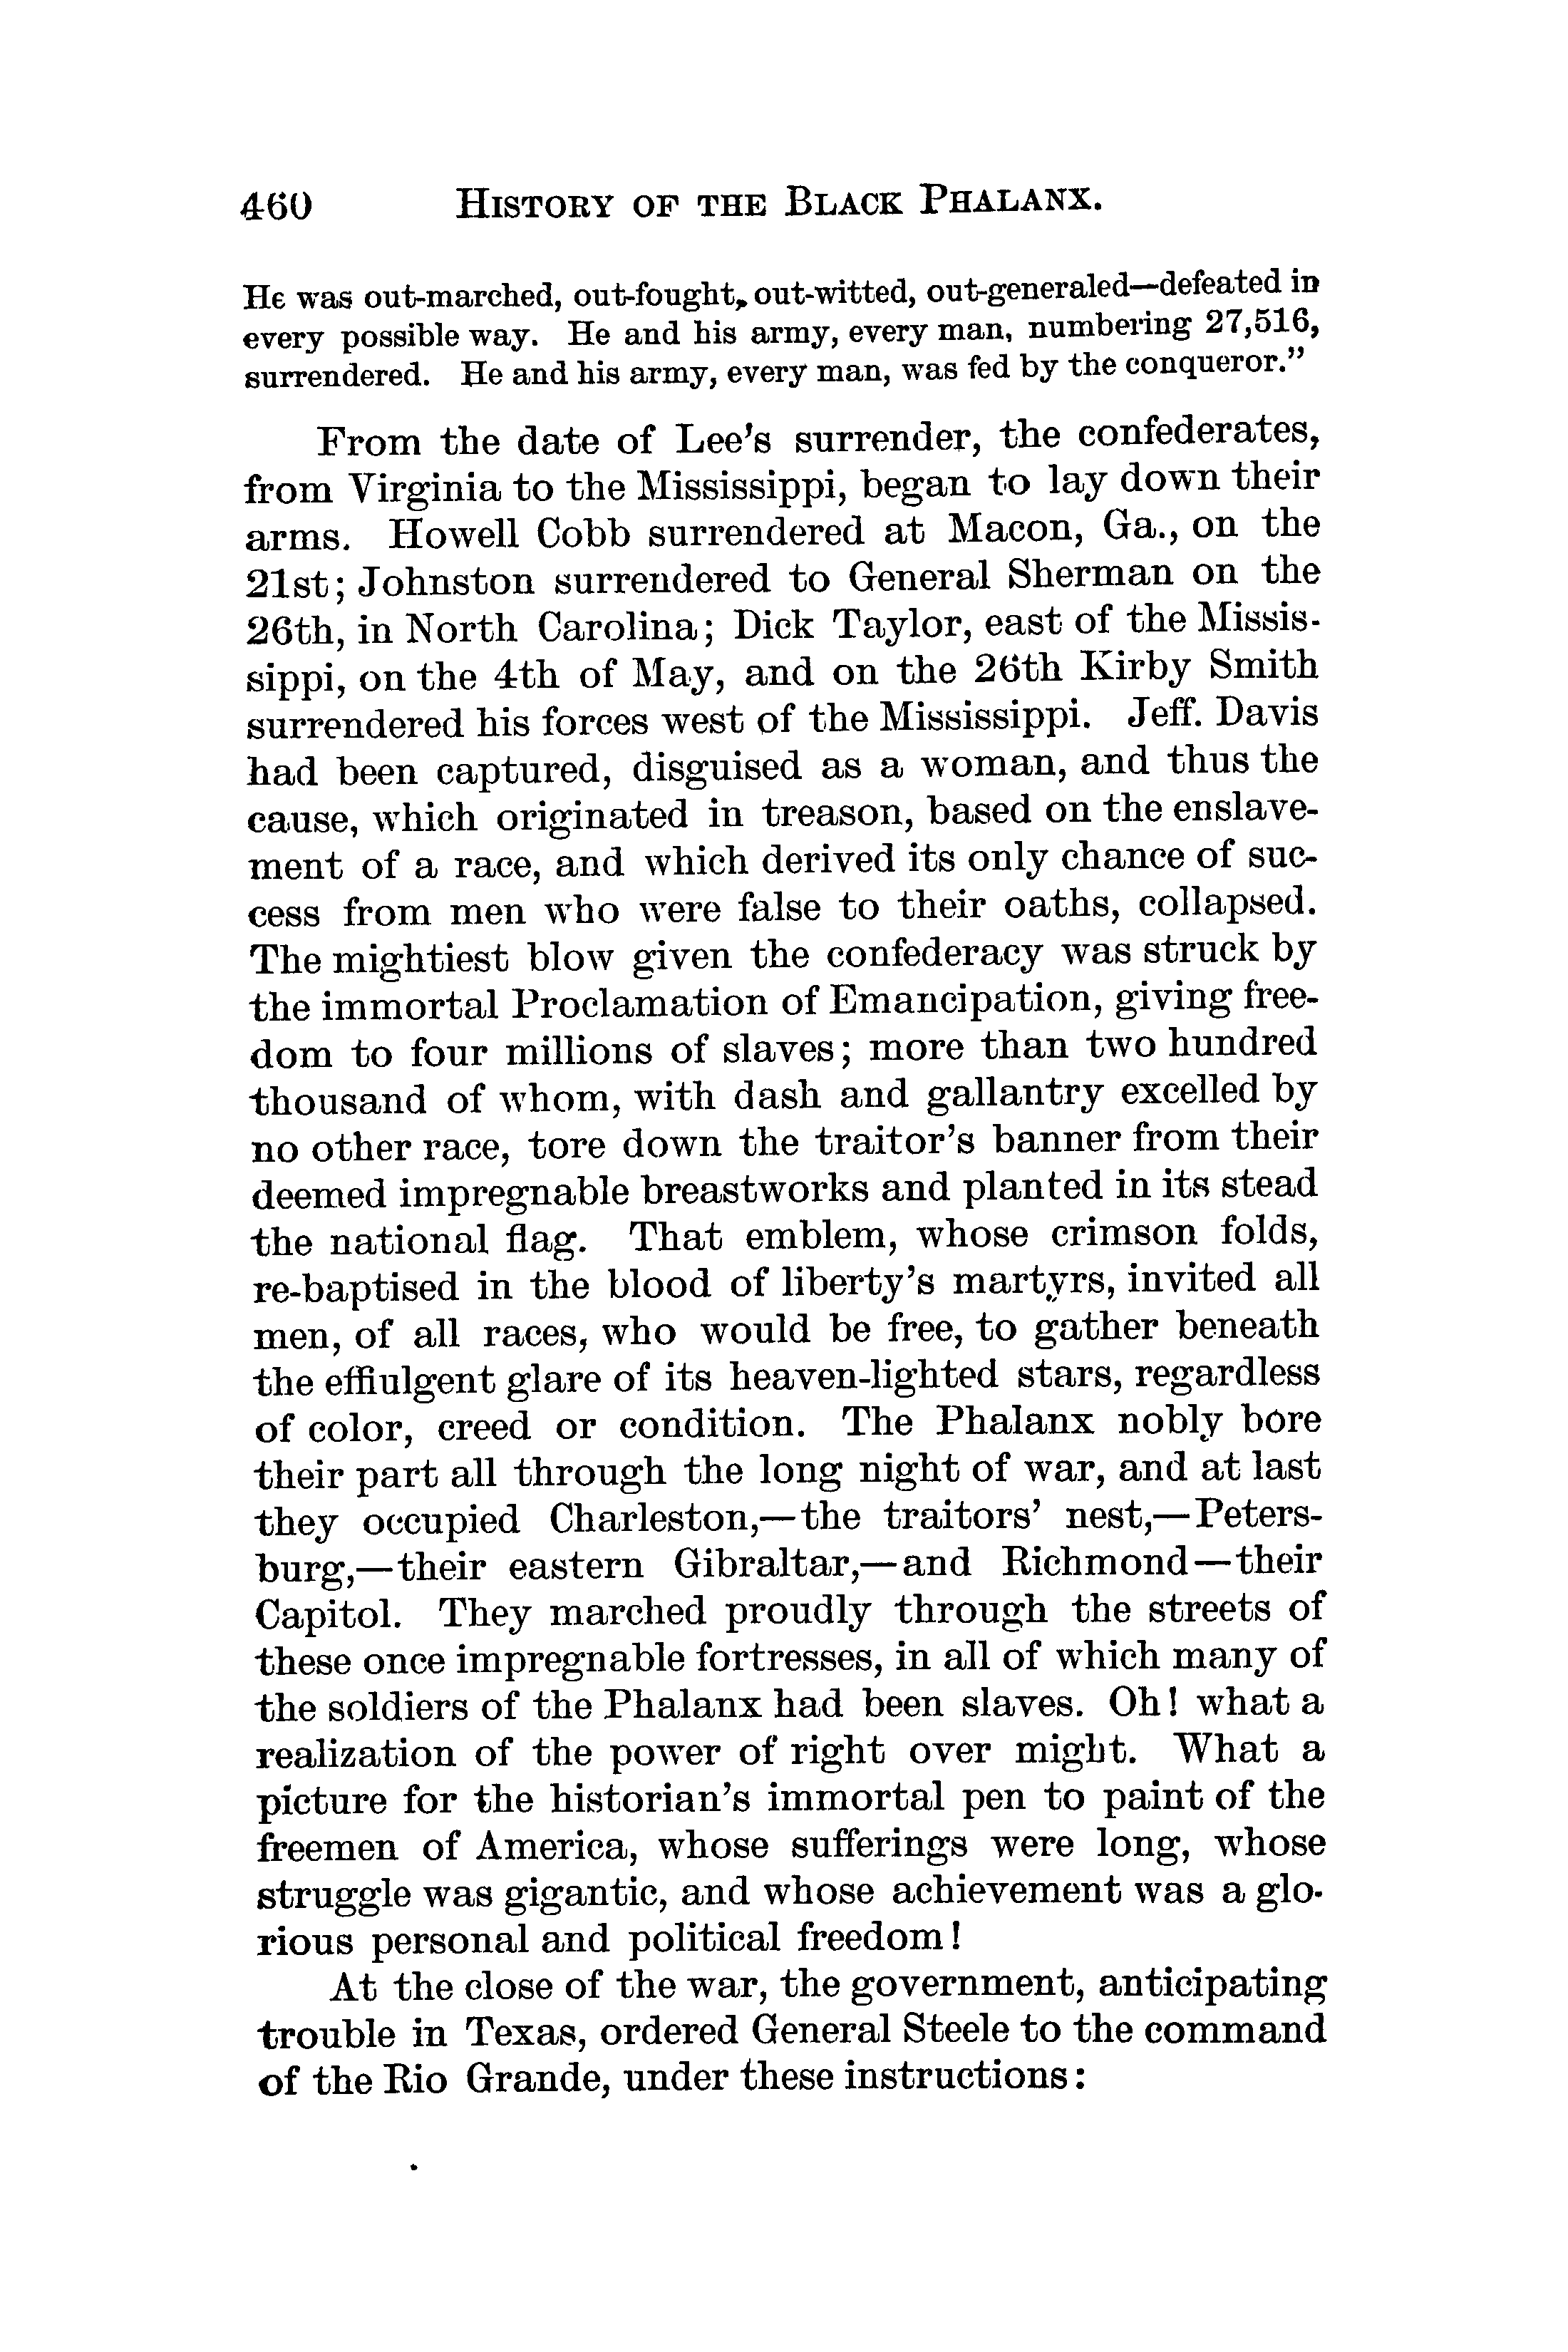 460 HISTORY OF THE BLACK PHALANX.
He was out-marched, out-fought, out-witted, out-generaled—defeated in
every possible way. He and his army, every man, numbering 27,516,
surrendered. He and his army, every man, was fed by the conqueror."
From the date of Lee's surrender, the confederates,
from Virginia to the Mississippi, began to lay down their
arms. Howell Cobb surrendered at Macon, Ga., on the
21st; Johnston surrendered to General Sherman on the
26th, in North Carolina; Dick Taylor, east of the Missis-
sippi, on the 4th of May, and on the 26th Kirby Smith
surrendered his forces west of the Mississippi. Jeff. Davis
had been captured, disguised as a woman, and thus the
cause, which originated in treason, based on the enslave-
ment of a race, and which derived its only chance of suc-
cess from men who were false to their oaths, collapsed.
The mightiest blow given the confederacy was struck by
the immortal Proclamation of Emancipation, giving free-
dom to four millions of slaves; more than two hundred
thousand of whom, with dash and gallantry excelled by
no other race, tore down the traitor's banner from their
deemed impregnable breastworks and planted in its stead
the national flag. That emblem, whose crimson folds,
re-baptised in the blood of liberty's martyrs, invited all
men, of all races, who would be free, to gather beneath
the effiulgent glare of its heaven-lighted stars, regardless
of color, creed or condition. The Phalanx nobly bore
their part all through the long night of war, and at last
they occupied Charleston,—the traitors' nest,—Peters-
burg,—their eastern Gibraltar,—and Richmond—their
Capitol. They marched proudly through the streets of
these once impregnable fortresses, in all of which many of
the soldiers of the Phalanx had been slaves. Oh! what a
realization of the power of right over might. What a
picture for the historian's immortal pen to paint of the
freemen of America, whose sufferings were long, whose
struggle was gigantic, and whose achievement was a glo-
rious personal and political freedom!
At the close of the war, the government, anticipating
trouble in Texas, ordered General Steele to the command
of the Rio Grande, under these instructions: